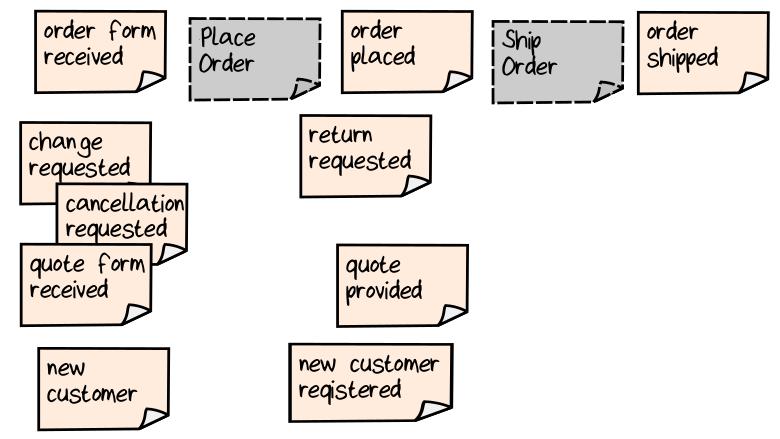 order form
received
Place
Order
order
placed
Ship
Order
order
shipped
change
requested
return
requested
cancellation
requested
quote form
received
quote
provided
new
customer
new customer
registered